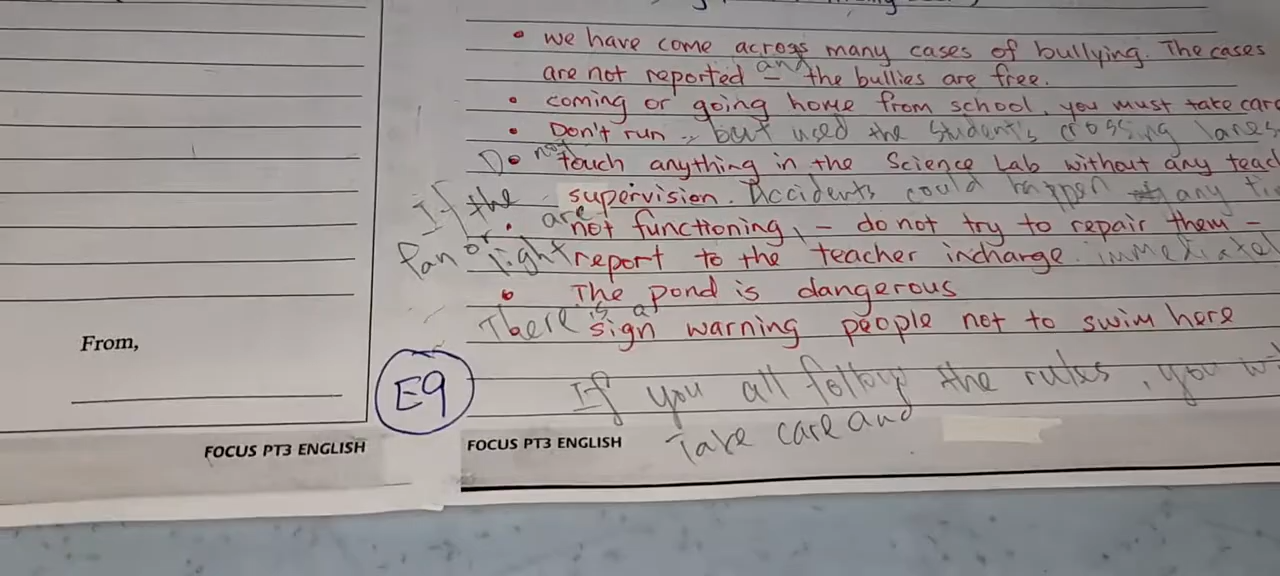 we have come across many cases of bullying. The cases
are not reported – and the bullies are free.
coming or going home from school, you must take care
Don't run, but used the student's crossing lanes
Do not touch anything in the Science Lab without any
supervision. Accidents could happen any
If the fan or light are not functioning, – do not try to repair them –
report to the teacher incharge.
The pond is dangerous
There is a sign warning people not to swim here
If you all follow the rules, you
Take care and
From,
E9
FOCUS PT3 ENGLISH
FOCUS PT3 ENGLISH